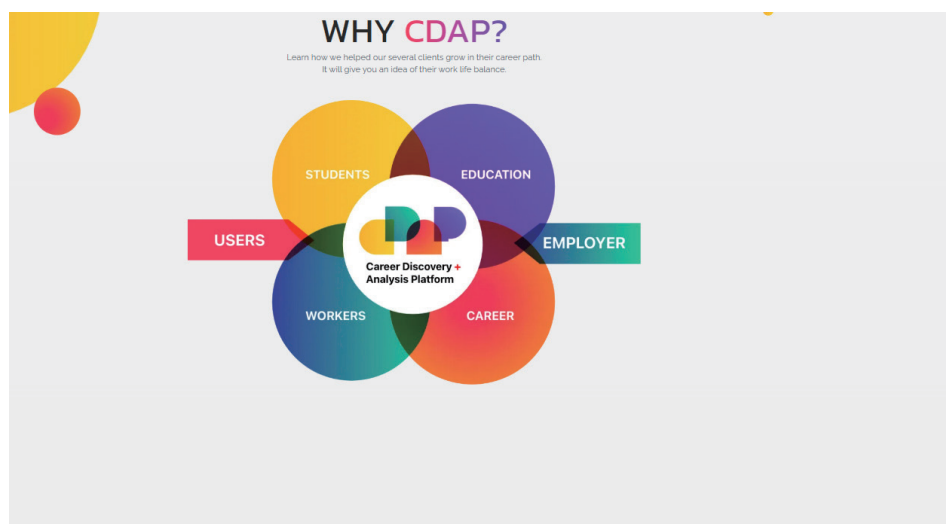 WHY CDAP?
Learn how we helped our several clients grow in their career path.
It will give you an idea of their work life balance.
STUDENTS
EDUCATION
USERS
EMPLOYER
Career Discovery +
Analysis Platform
WORKERS
CAREER